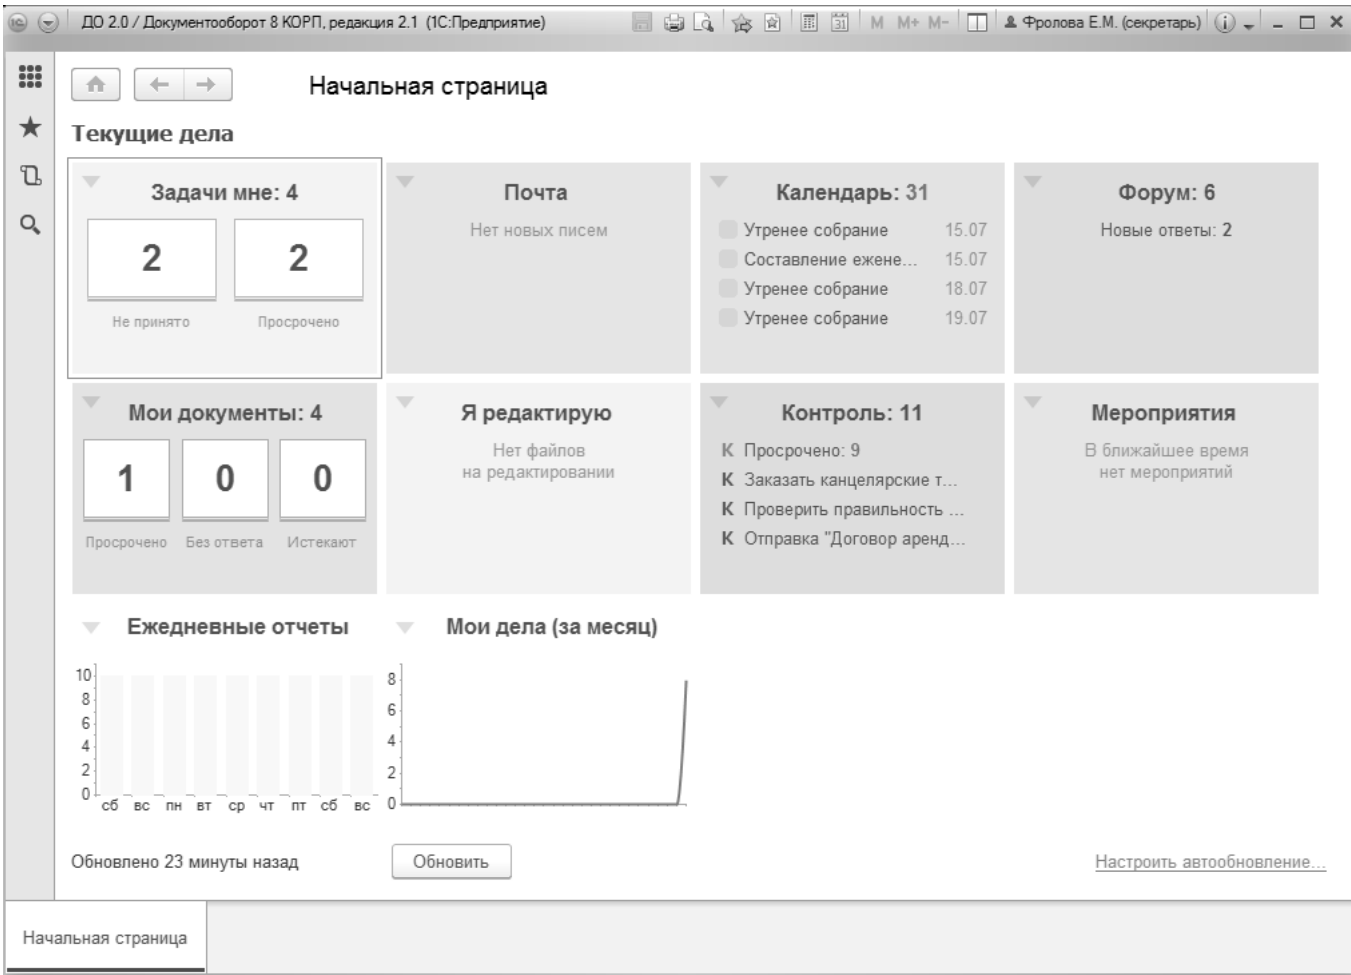 1С ДО 2.0 / Документооборот 8 КОРП, редакция 2.1 (1С:Предприятие) 31 M M+ M- Фролова Е.М. (секретарь) i
Начальная страница
Текущие дела
Задачи мне: 4
2 2
Не принято Просрочено
Почта
Нет новых писем
Календарь: 31
Утренее собрание 15.07
Составление ежене... 15.07
Утренее собрание 18.07
Утренее собрание 19.07
Форум: 6
Новые ответы: 2
Мои документы: 4
1 0 0
Просрочено Без ответа Истекают
Я редактирую
Нет файлов
на редактировании
Контроль: 11
К Просрочено: 9
К Заказать канцелярские т...
К Проверить правильность ...
К Отправка "Договор аренд...
Мероприятия
В ближайшее время
нет мероприятий
Ежедневные отчеты
10
8
6
4
2
0
сб вс пн вт ср чт пт сб вс
Мои дела (за месяц)
8
6
4
2
0
Обновлено 23 минуты назад
Обновить
Настроить автообновление...
Начальная страница